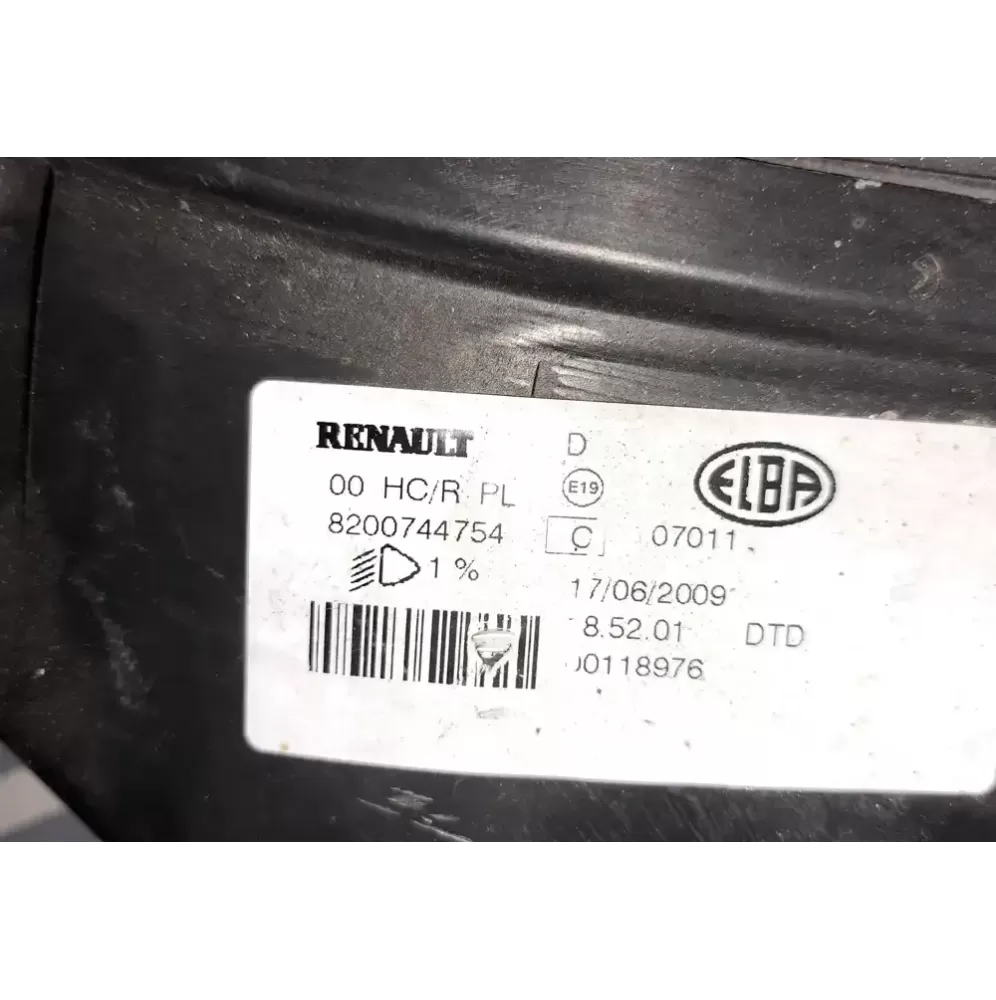 RENAULT D ELBA
00 HC/R PL E19
8200744754 C 07011
1 % 17/06/2009
8.52.01 DTD
00118976